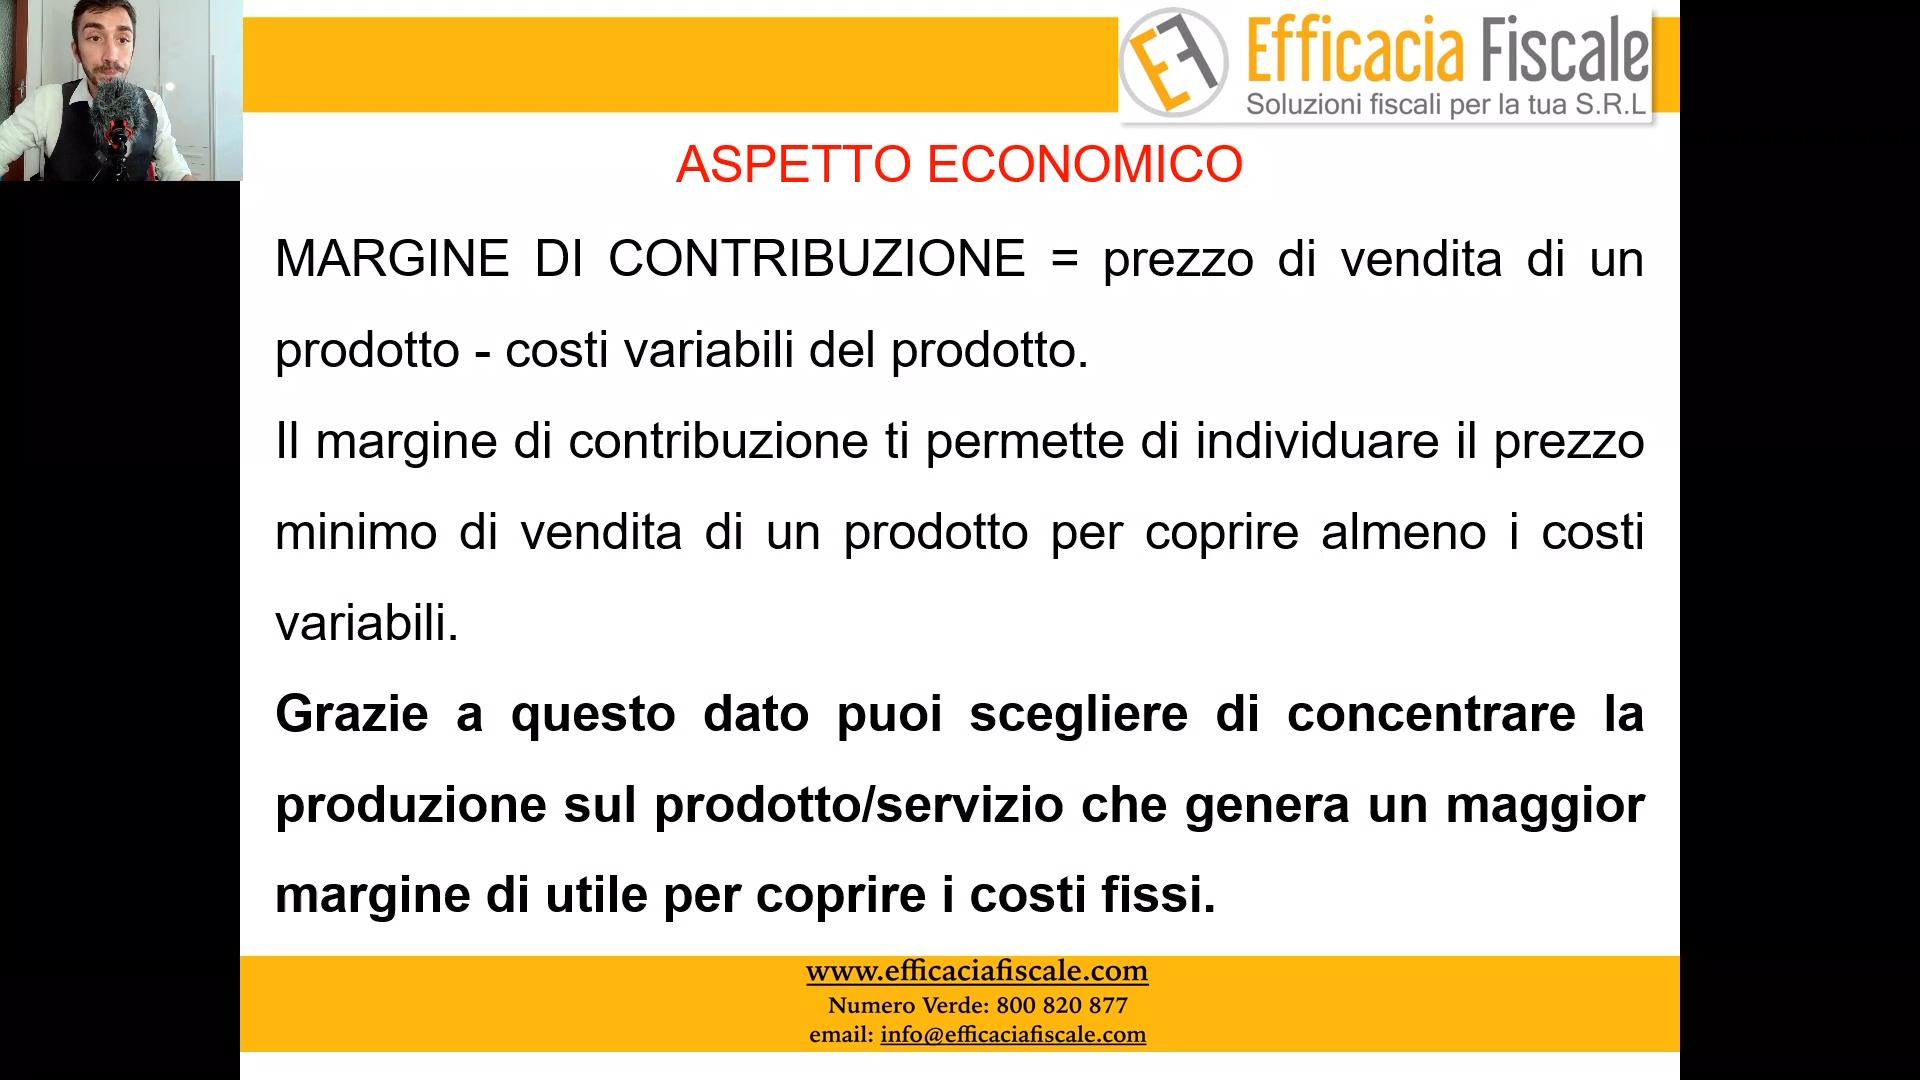 EF
Efficacia Fiscale
Soluzioni fiscali per la tua S.R.L
ASPETTO ECONOMICO
MARGINE DI CONTRIBUZIONE = prezzo di vendita di un
prodotto - costi variabili del prodotto.
Il margine di contribuzione ti permette di individuare il prezzo
minimo di vendita di un prodotto per coprire almeno i costi
variabili.
Grazie a questo dato puoi scegliere di concentrare la
produzione sul prodotto/servizio che genera un maggior
margine di utile per coprire i costi fissi.
www.efficaciafiscale.com
Numero Verde: 800 820 877
email: info@efficaciafiscale.com